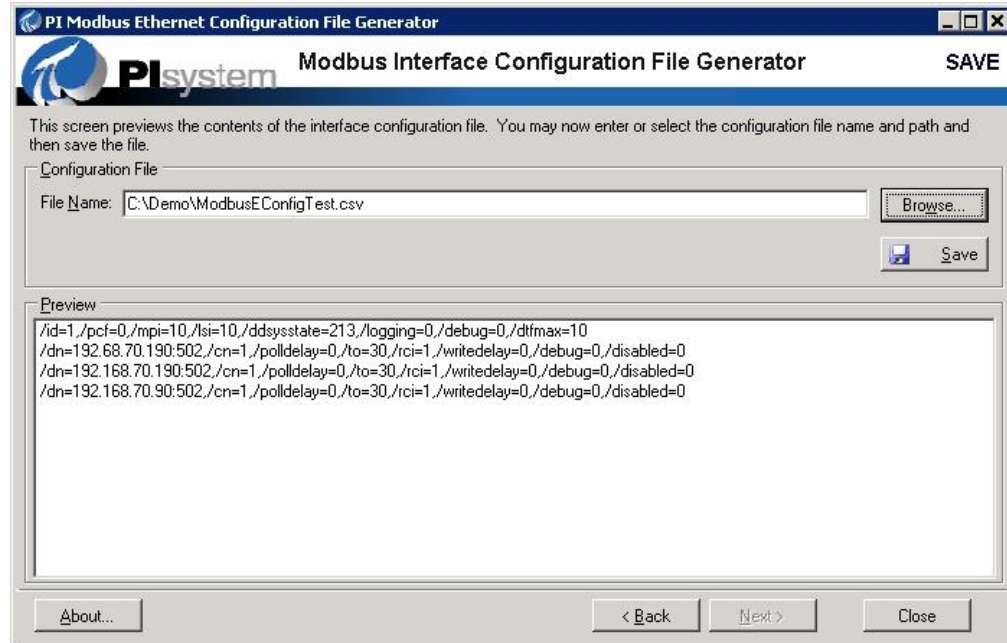 PI Modbus Ethernet Configuration File Generator
PIsystem
Modbus Interface Configuration File Generator
SAVE
This screen previews the contents of the interface configuration file. You may now enter or select the configuration file name and path and
then save the file.
Configuration File
File Name: C:\Demo\ModbusEConfigTest.csv
Browse...
Save
Preview
/id=1,/pcf=0,/mpi=10,/lsi=10,/ddsysstate=213,/logging=0,/debug=0,/dtfmax=10
/dn=192.68.70.190:502,/cn=1,/polldelay=0,/to=30,/rci=1,/writedelay=0,/debug=0,/disabled=0
/dn=192.168.70.190:502,/cn=1,/polldelay=0,/to=30,/rci=1,/writedelay=0,/debug=0,/disabled=0
/dn=192.168.70.90:502,/cn=1,/polldelay=0,/to=30,/rci=1,/writedelay=0,/debug=0,/disabled=0
About...
< Back
Next >
Close